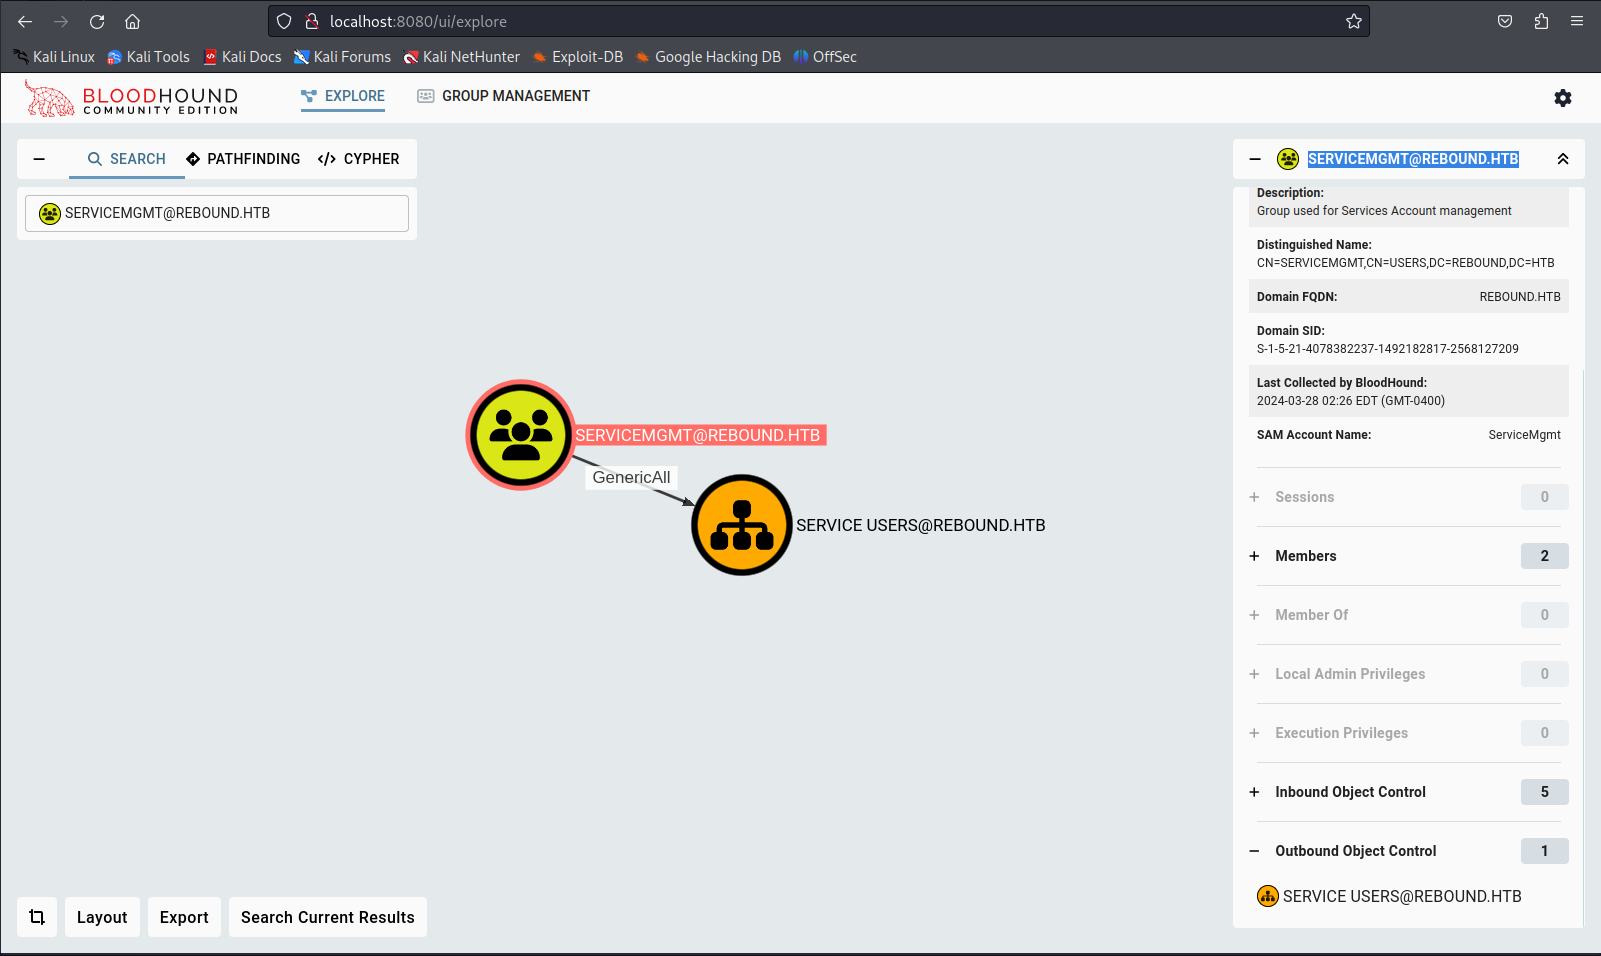 localhost:8080/ui/explore
Kali Linux Kali Tools Kali Docs Kali Forums Kali NetHunter Exploit-DB Google Hacking DB OffSec
BLOODHOUND
COMMUNITY EDITION
EXPLORE GROUP MANAGEMENT
SEARCH PATHFINDING CYPHER
SERVICEMGMT@REBOUND.HTB
SERVICEMGMT@REBOUND.HTB
GenericAll
SERVICE USERS@REBOUND.HTB
Layout Export Search Current Results
SERVICEMGMT@REBOUND.HTB
Description:
Group used for Services Account management
Distinguished Name:
CN=SERVICEMGMT,CN=USERS,DC=REBOUND,DC=HTB
Domain FQDN: REBOUND.HTB
Domain SID:
S-1-5-21-4078382237-1492182817-2568127209
Last Collected by BloodHound:
2024-03-28 02:26 EDT (GMT-0400)
SAM Account Name: ServiceMgmt
+ Sessions 0
+ Members 2
+ Member Of 0
+ Local Admin Privileges 0
+ Execution Privileges 0
+ Inbound Object Control 5
− Outbound Object Control 1
SERVICE USERS@REBOUND.HTB